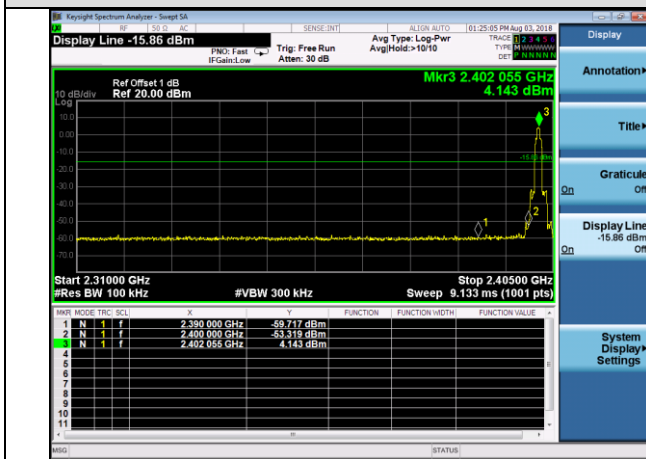 Keysight Spectrum Analyzer - Swept SA
RF 50 Ω AC SENSE:INT ALIGN AUTO 01:25:05 PM Aug 03, 2018
Display Line -15.86 dBm
PNO: Fast
IFGain:Low
Trig: Free Run
Atten: 30 dB
Avg Type: Log-Pwr
Avg|Hold:>10/10
TRACE 1 2 3 4 5 6
TYPE M WWWWW
DET P NNNNN
Display
Annotation
Title
Graticule
On Off
Display Line
-15.86 dBm
On Off
System
Display
Settings
Mkr3 2.402 055 GHz
4.143 dBm
Ref Offset 1 dB
10 dB/div Ref 20.00 dBm
Log
10.0
0.00
-10.0
-20.0
-30.0
-40.0
-50.0
-60.0
-70.0
-15.86 dBm
3
2
1
Start 2.31000 GHz Stop 2.40500 GHz
#Res BW 100 kHz #VBW 300 kHz Sweep 9.133 ms (1001 pts)
MKR MODE TRC SCL X Y FUNCTION FUNCTION WIDTH FUNCTION VALUE
1 N 1 f 2.390 000 GHz -59.717 dBm
2 N 1 f 2.400 000 GHz -53.319 dBm
3 N 1 f 2.402 055 GHz 4.143 dBm
4
5
6
7
8
9
10
11
MSG STATUS